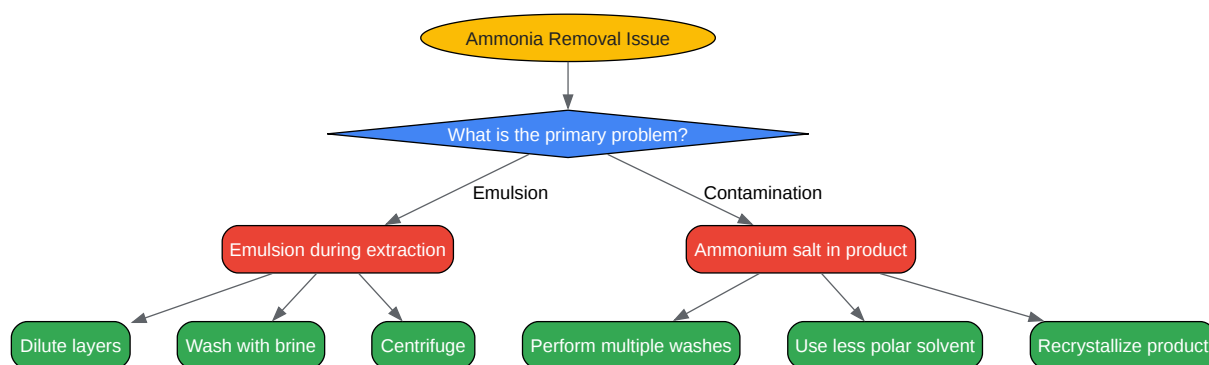 Ammonia Removal Issue
What is the primary problem?
Emulsion
Contamination
Emulsion during extraction
Ammonium salt in product
Dilute layers
Wash with brine
Centrifuge
Perform multiple washes
Use less polar solvent
Recrystallize product